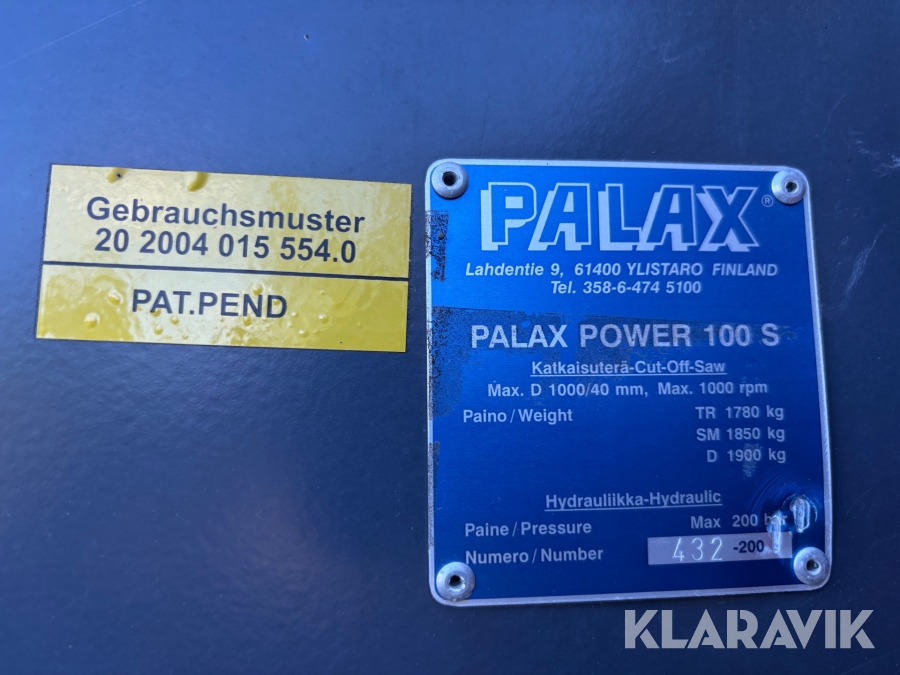 Gebrauchsmuster
20 2004 015 554.0
PAT.PEND
PALAX®
Lahdentie 9, 61400 YLISTARO FINLAND
Tel. 358-6-474 5100
PALAX POWER 100 S
Katkaisuterä-Cut-Off-Saw
Max. D 1000/40 mm, Max. 1000 rpm
Paino/Weight TR 1780 kg
SM 1850 kg
D 1900 kg
Hydrauliikka-Hydraulic
Paine/Pressure Max 200
Numero/Number 432 -200
KLARAVIK